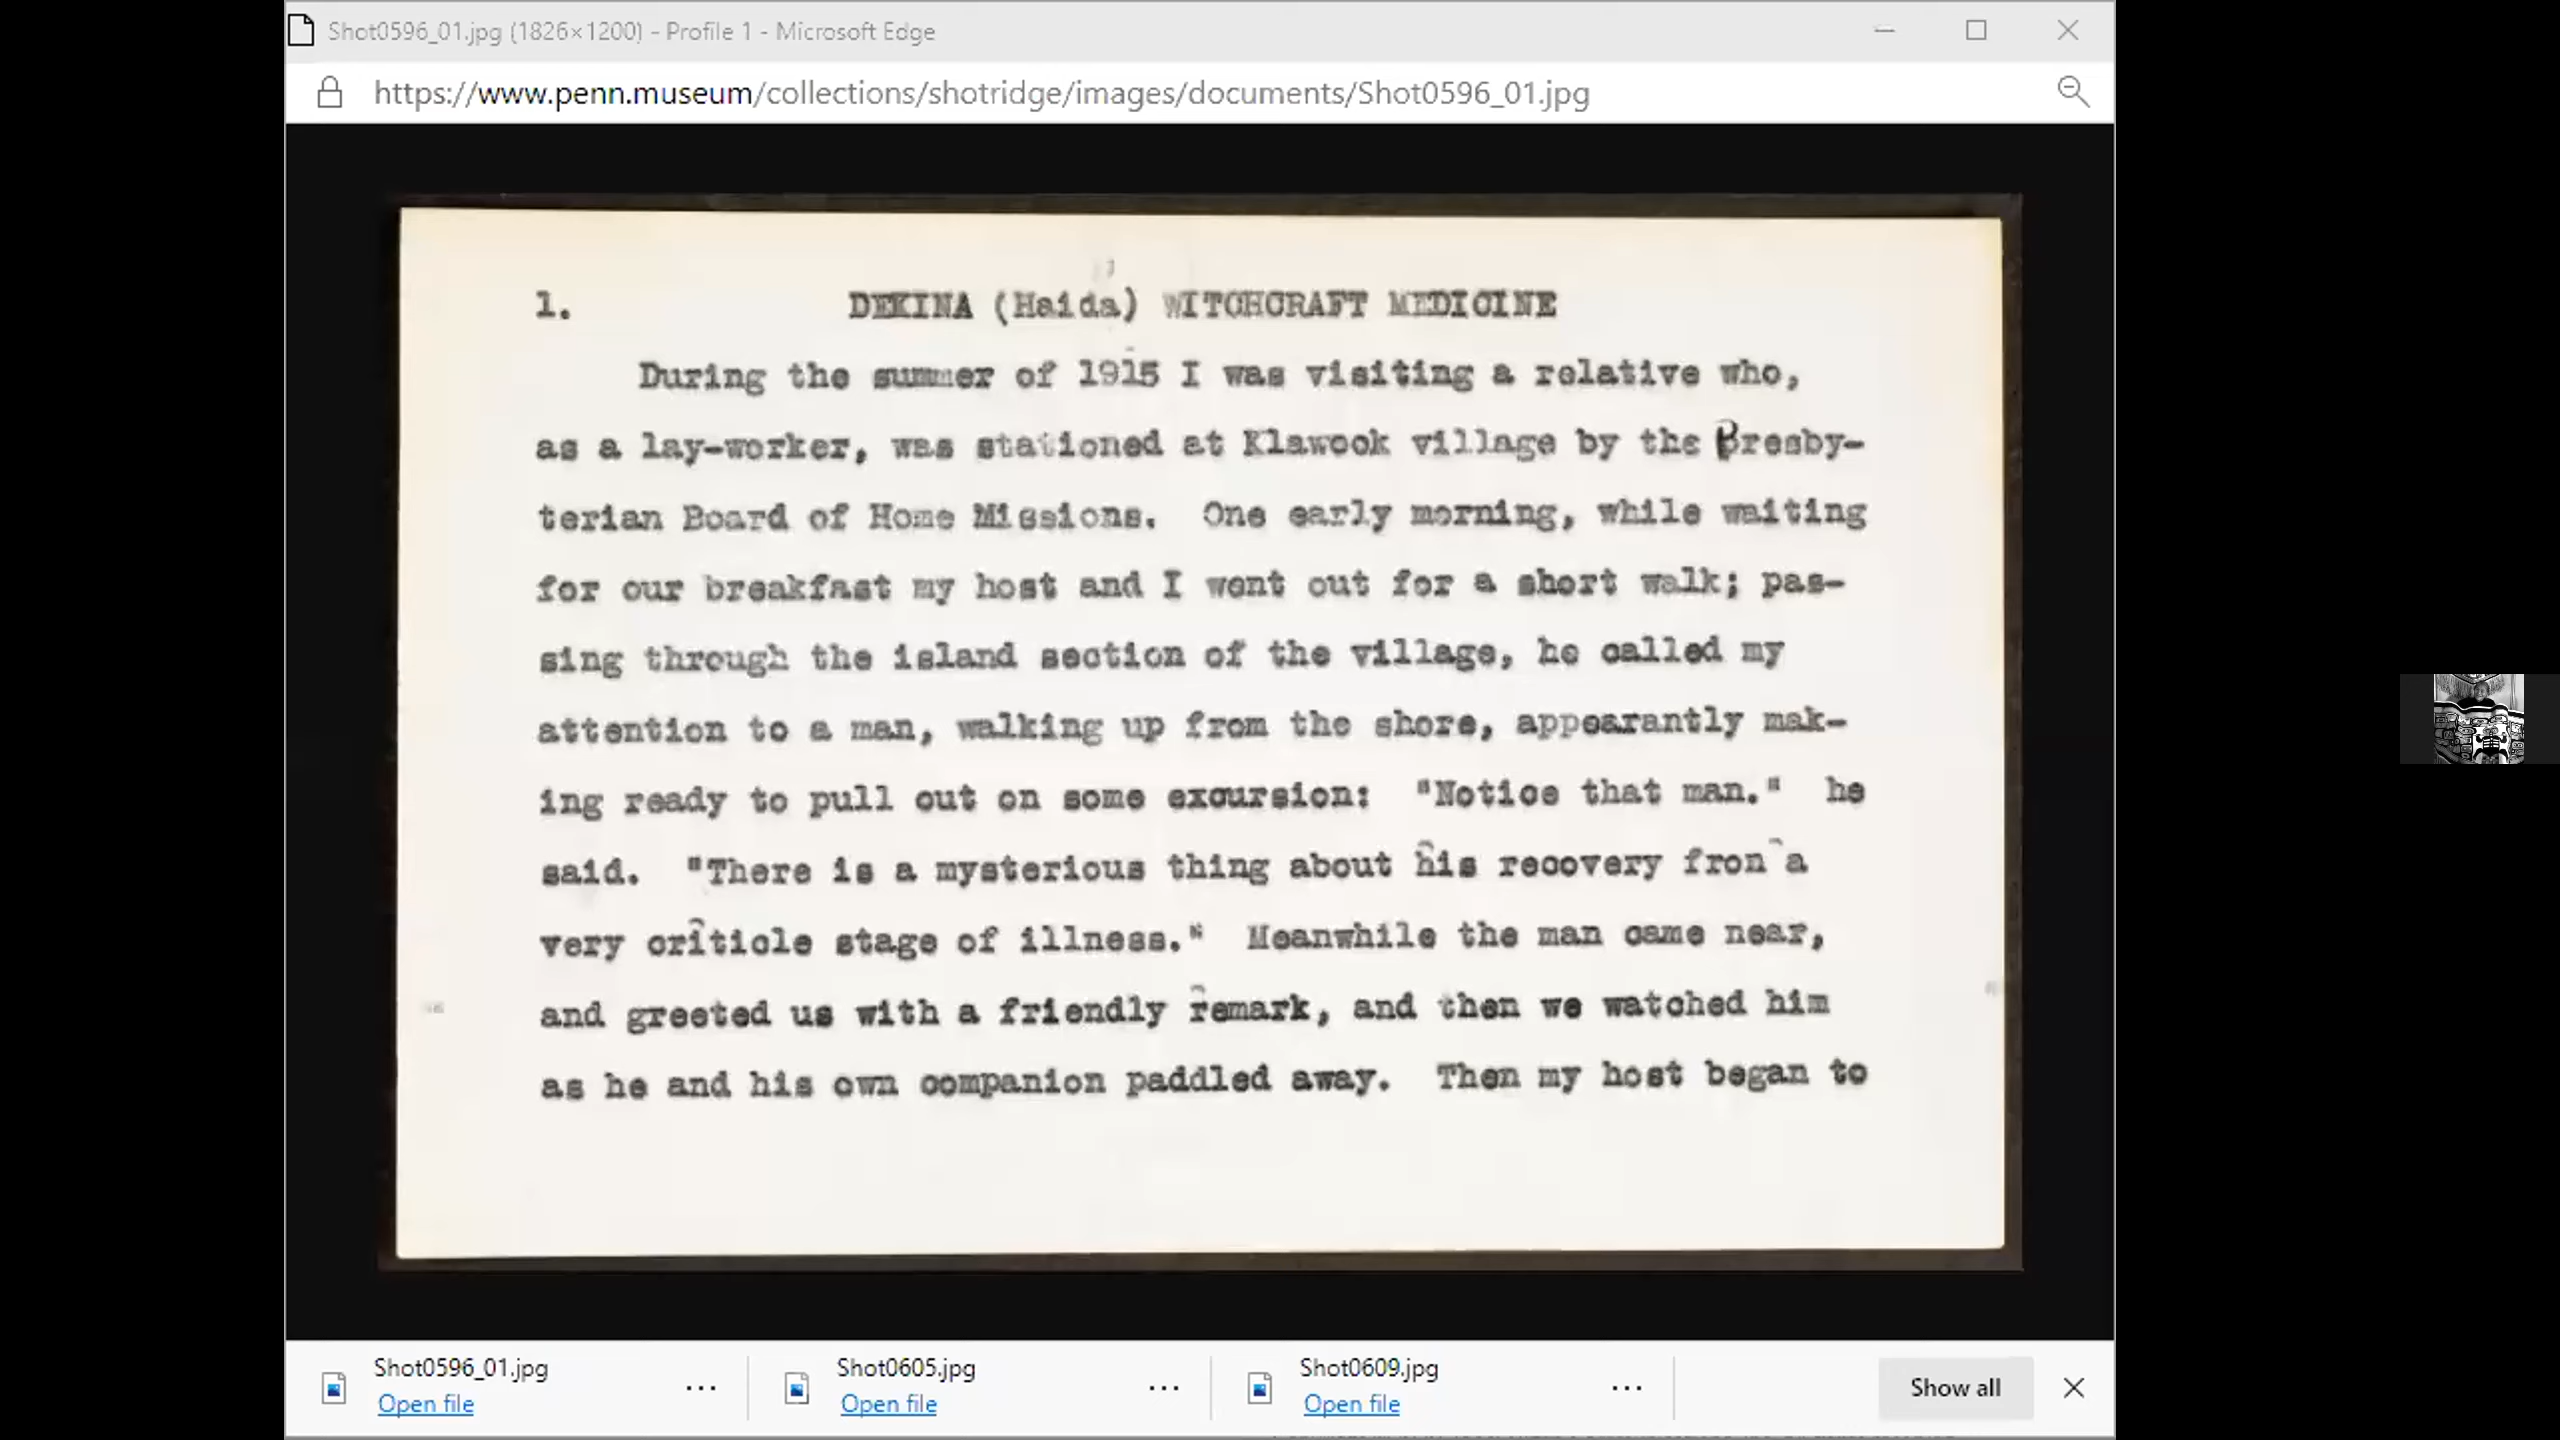 Shot0596_01.jpg (1826×1200) - Profile 1 - Microsoft Edge
https://www.penn.museum/collections/shotridge/images/documents/Shot0596_01.jpg
1. DEKINA (Haida) WITCHCRAFT MEDICINE
During the summer of 1915 I was visiting a relative who,
as a lay-worker, was stationed at Klawock village by the Presby-
terian Board of Home Missions. One early morning, while waiting
for our breakfast my host and I went out for a short walk; pas-
sing through the island section of the village, he called my
attention to a man, walking up from the shore, appearantly mak-
ing ready to pull out on some excursion: "Notice that man." he
said. "There is a mysterious thing about his recovery fron a
very criticle stage of illness." Meanwhile the man came near,
and greeted us with a friendly remark, and then we watched him
as he and his own companion paddled away. Then my host began to
Shot0596_01.jpg Shot0605.jpg Shot0609.jpg
Open file Open file Open file Show all